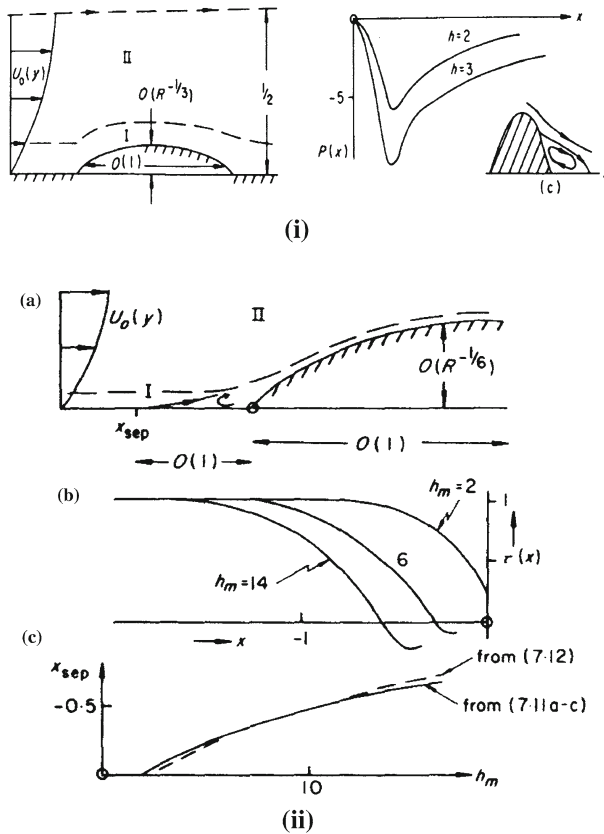 II
U₀(y)
O(R⁻¹/³)
1/2
I
O(1)
x
h=2
h=3
-5
P(x)
(c)
(i)
(a)
II
U₀(y)
I
O(R⁻¹/⁶)
x_sep
O(1)
O(1)
(b)
h_m=2
1
6
τ(x)
h_m=14
x
-1
(c)
x_sep
from (7·12)
-0.5
from (7·11a-c)
10
h_m
(ii)